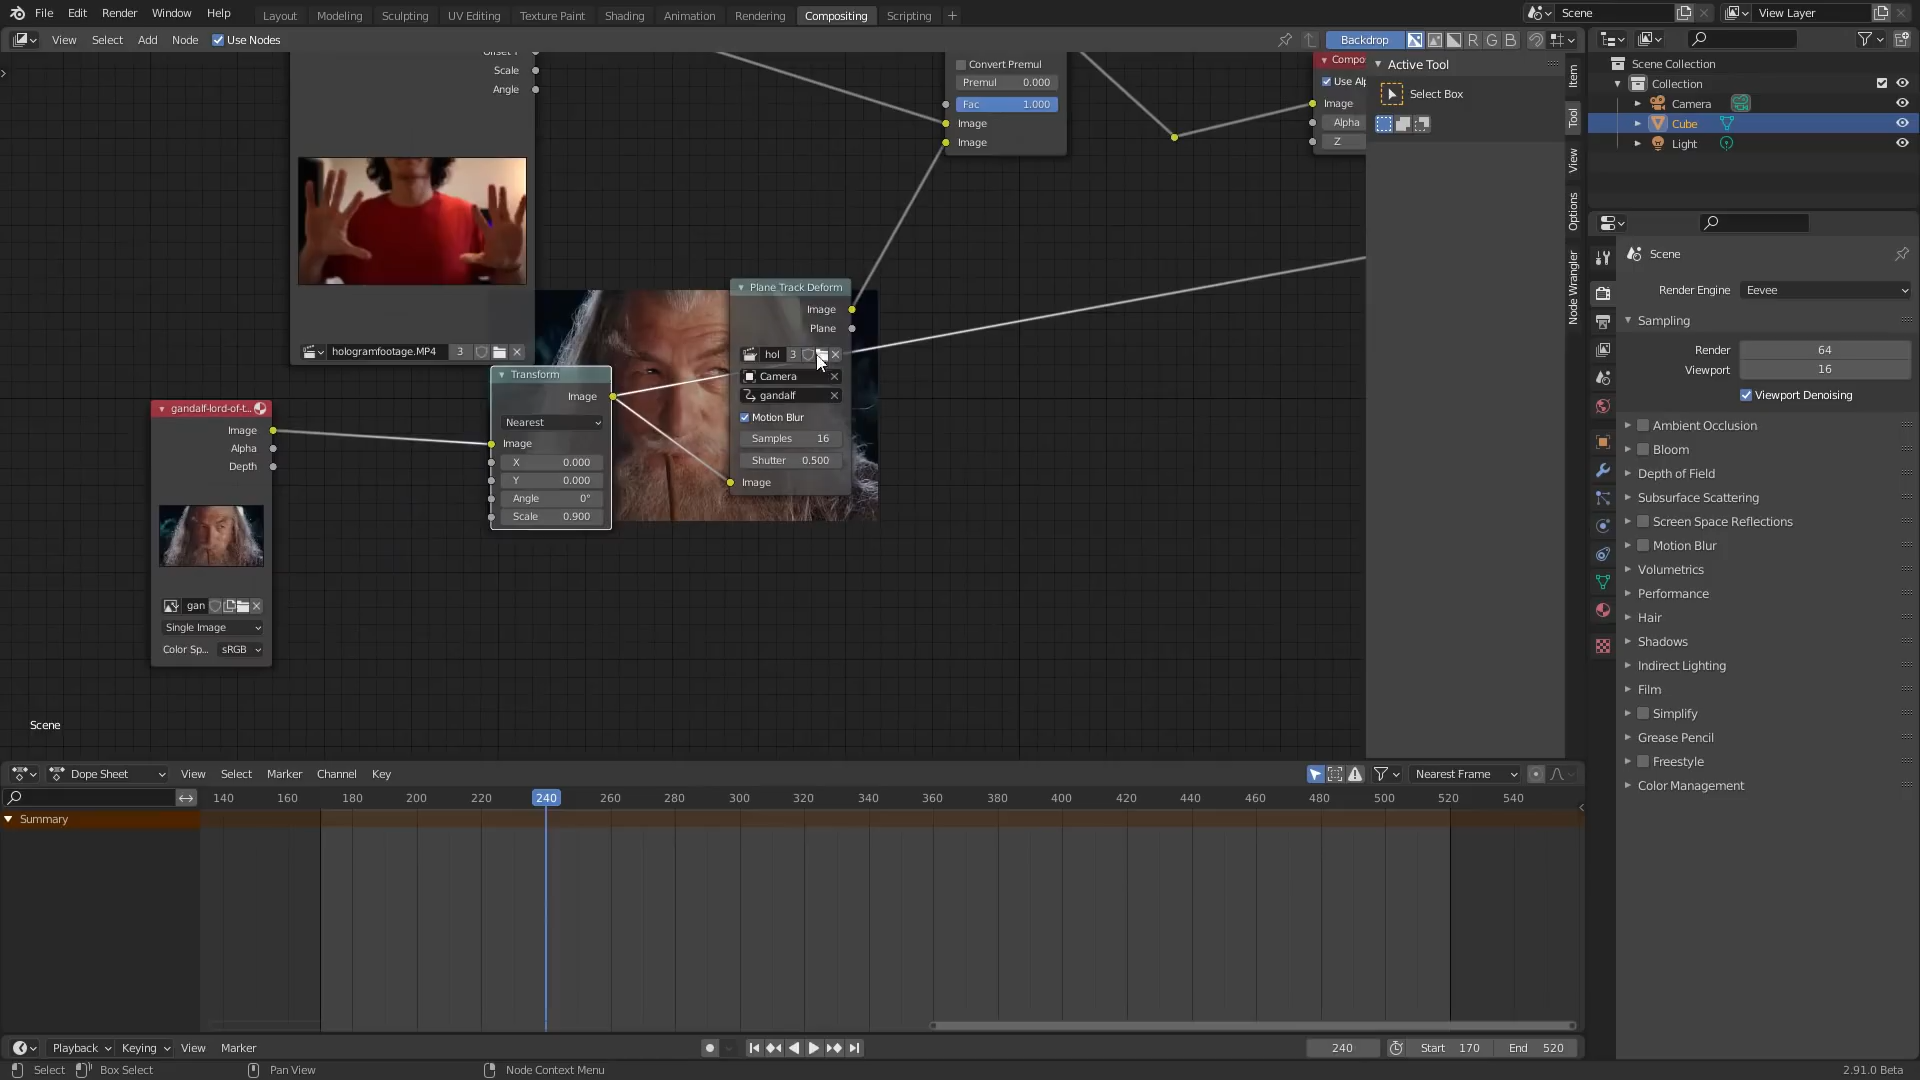 File Edit Render Window Help Layout Modeling Sculpting UV Editing Texture Paint Shading Animation Rendering Compositing Scripting + Scene View Layer
View Select Add Node Use Nodes Backdrop R G B
Scale
Angle
hologramfootage.MP4 3
gandalf-lord-of-t...
Image
Alpha
Depth
gan
Single Image
Color Sp... sRGB
Transform
Image
Nearest
Image
X 0.000
Y 0.000
Angle 0°
Scale 0.900
Plane Track Deform
Image
Plane
hol 3
Camera
gandalf
Motion Blur
Samples 16
Shutter 0.500
Image
Convert Premul
Premul 0.000
Fac 1.000
Image
Image
Compo
Use Alp
Image
Alpha
Z
Scene
Active Tool
Select Box
Item
Tool
View
Options
Node Wrangler
Scene Collection
Collection
Camera
Cube
Light
Scene
Render Engine Eevee
Sampling
Render 64
Viewport 16
Viewport Denoising
Ambient Occlusion
Bloom
Depth of Field
Subsurface Scattering
Screen Space Reflections
Motion Blur
Volumetrics
Performance
Hair
Shadows
Indirect Lighting
Film
Simplify
Grease Pencil
Freestyle
Color Management
Dope Sheet View Select Marker Channel Key Nearest Frame
140 160 180 200 220 240 260 280 300 320 340 360 380 400 420 440 460 480 500 520 540
Summary
Playback Keying View Marker 240 Start 170 End 520
Select Box Select Pan View Node Context Menu 2.91.0 Beta